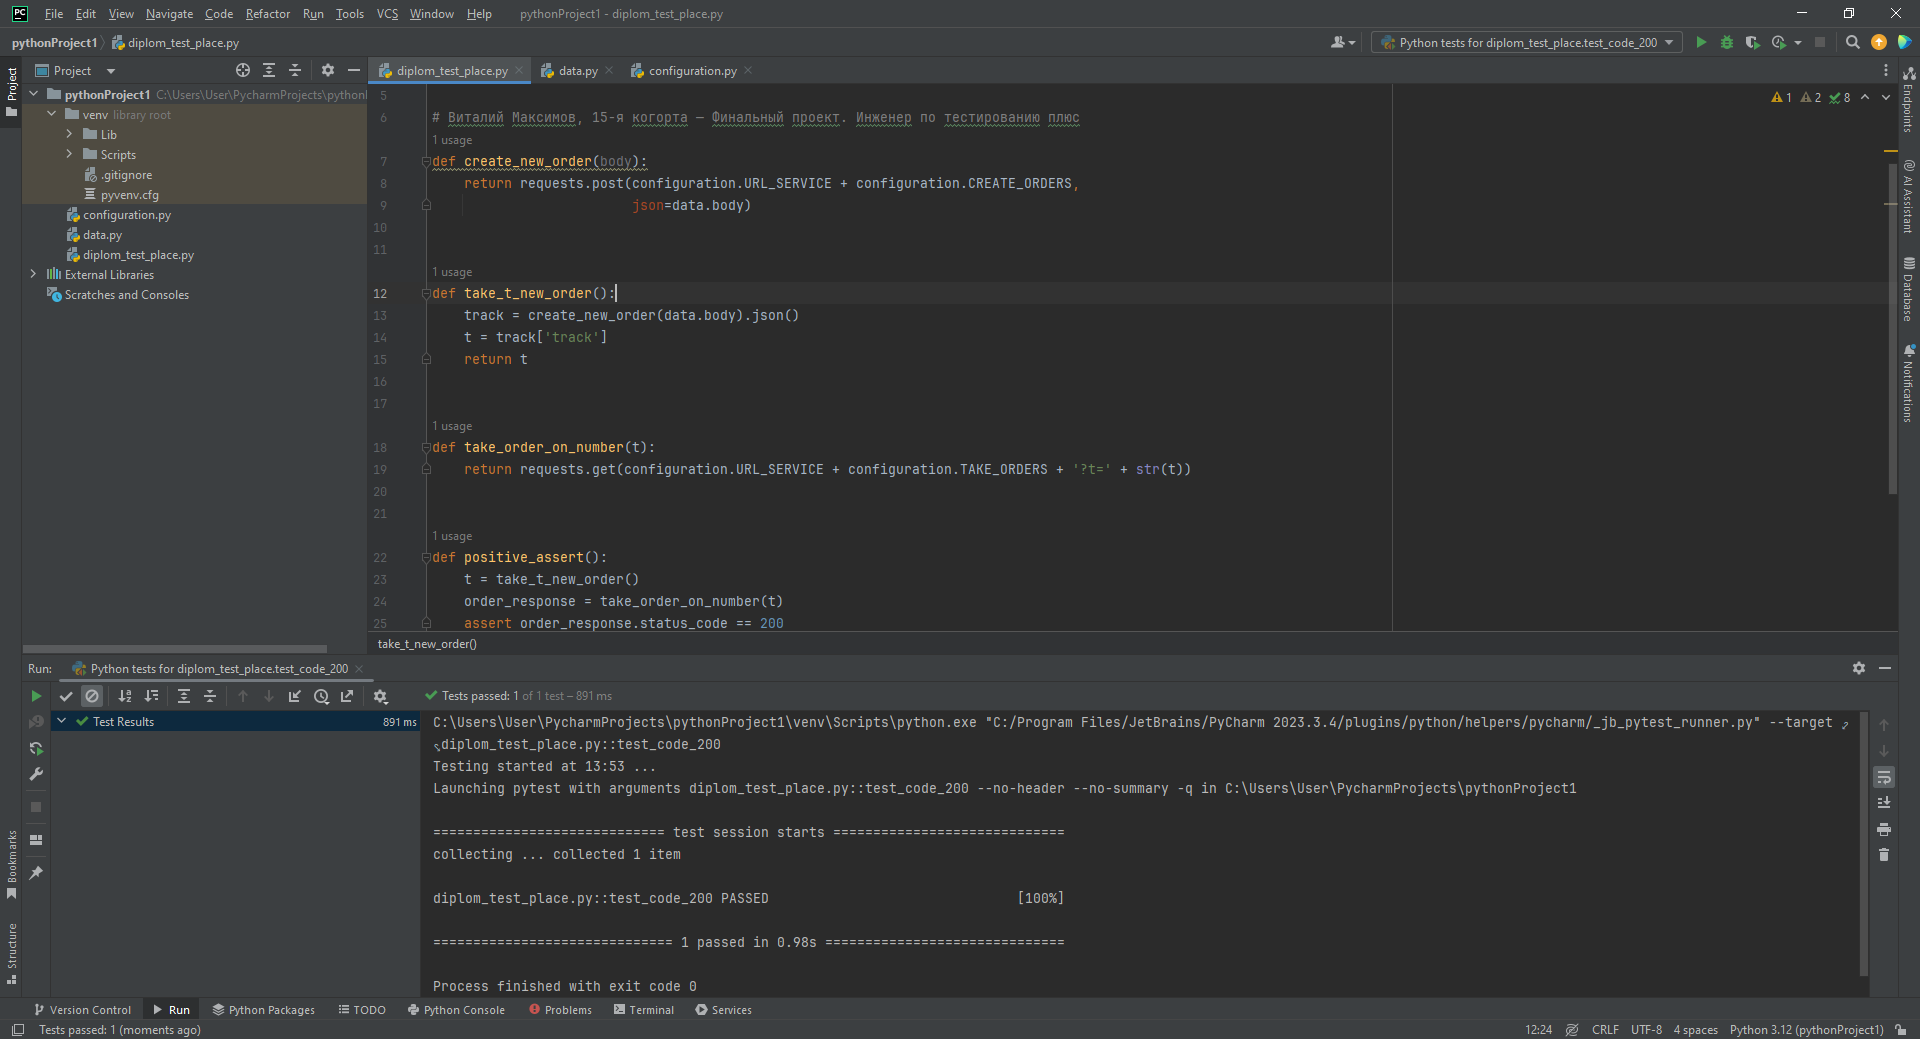 PC File Edit View Navigate Code Refactor Run Tools VCS Window Help pythonProject1 - diplom_test_place.py
pythonProject1 diplom_test_place.py
Python tests for diplom_test_place.test_code_200
Project
Project
pythonProject1 C:\Users\User\PycharmProjects\python
venv library root
Lib
Scripts
.gitignore
pyvenv.cfg
configuration.py
data.py
diplom_test_place.py
External Libraries
Scratches and Consoles
diplom_test_place.py data.py configuration.py
1 2 8
5
6 # Виталий Максимов, 15-я когорта — Финальный проект. Инженер по тестированию плюс
1 usage
7 def create_new_order(body):
8 return requests.post(configuration.URL_SERVICE + configuration.CREATE_ORDERS,
9 json=data.body)
10
11
1 usage
12 def take_t_new_order():
13 track = create_new_order(data.body).json()
14 t = track['track']
15 return t
16
17
1 usage
18 def take_order_on_number(t):
19 return requests.get(configuration.URL_SERVICE + configuration.TAKE_ORDERS + '?t=' + str(t))
20
21
1 usage
22 def positive_assert():
23 t = take_t_new_order()
24 order_response = take_order_on_number(t)
25 assert order_response.status_code == 200
take_t_new_order()
Endpoints
AI Assistant
Database
Notifications
Run: Python tests for diplom_test_place.test_code_200
Tests passed: 1 of 1 test – 891 ms
Test Results 891 ms
C:\Users\User\PycharmProjects\pythonProject1\venv\Scripts\python.exe "C:/Program Files/JetBrains/PyCharm 2023.3.4/plugins/python/helpers/pycharm/_jb_pytest_runner.py" --target
diplom_test_place.py::test_code_200
Testing started at 13:53 ...
Launching pytest with arguments diplom_test_place.py::test_code_200 --no-header --no-summary -q in C:\Users\User\PycharmProjects\pythonProject1
============================= test session starts =============================
collecting ... collected 1 item
diplom_test_place.py::test_code_200 PASSED [100%]
============================== 1 passed in 0.98s ==============================
Process finished with exit code 0
Bookmarks
Structure
Version Control Run Python Packages TODO Python Console Problems Terminal Services
Tests passed: 1 (moments ago) 12:24 CRLF UTF-8 4 spaces Python 3.12 (pythonProject1)